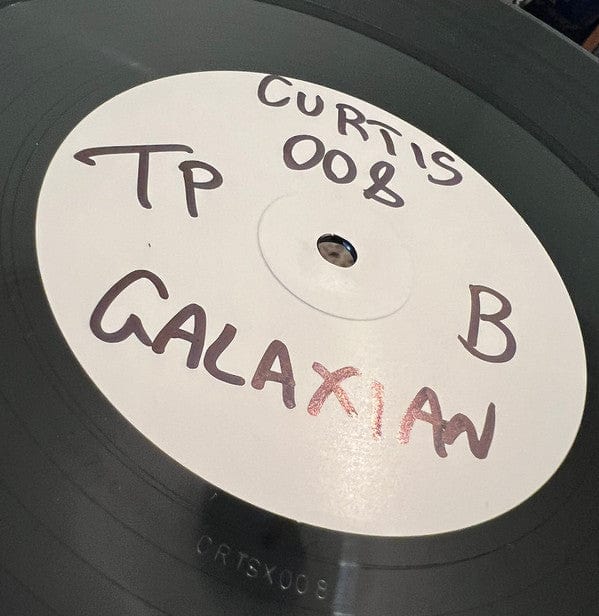 CURTIS
008
TP
B
GALAXIAN
CRTSX008